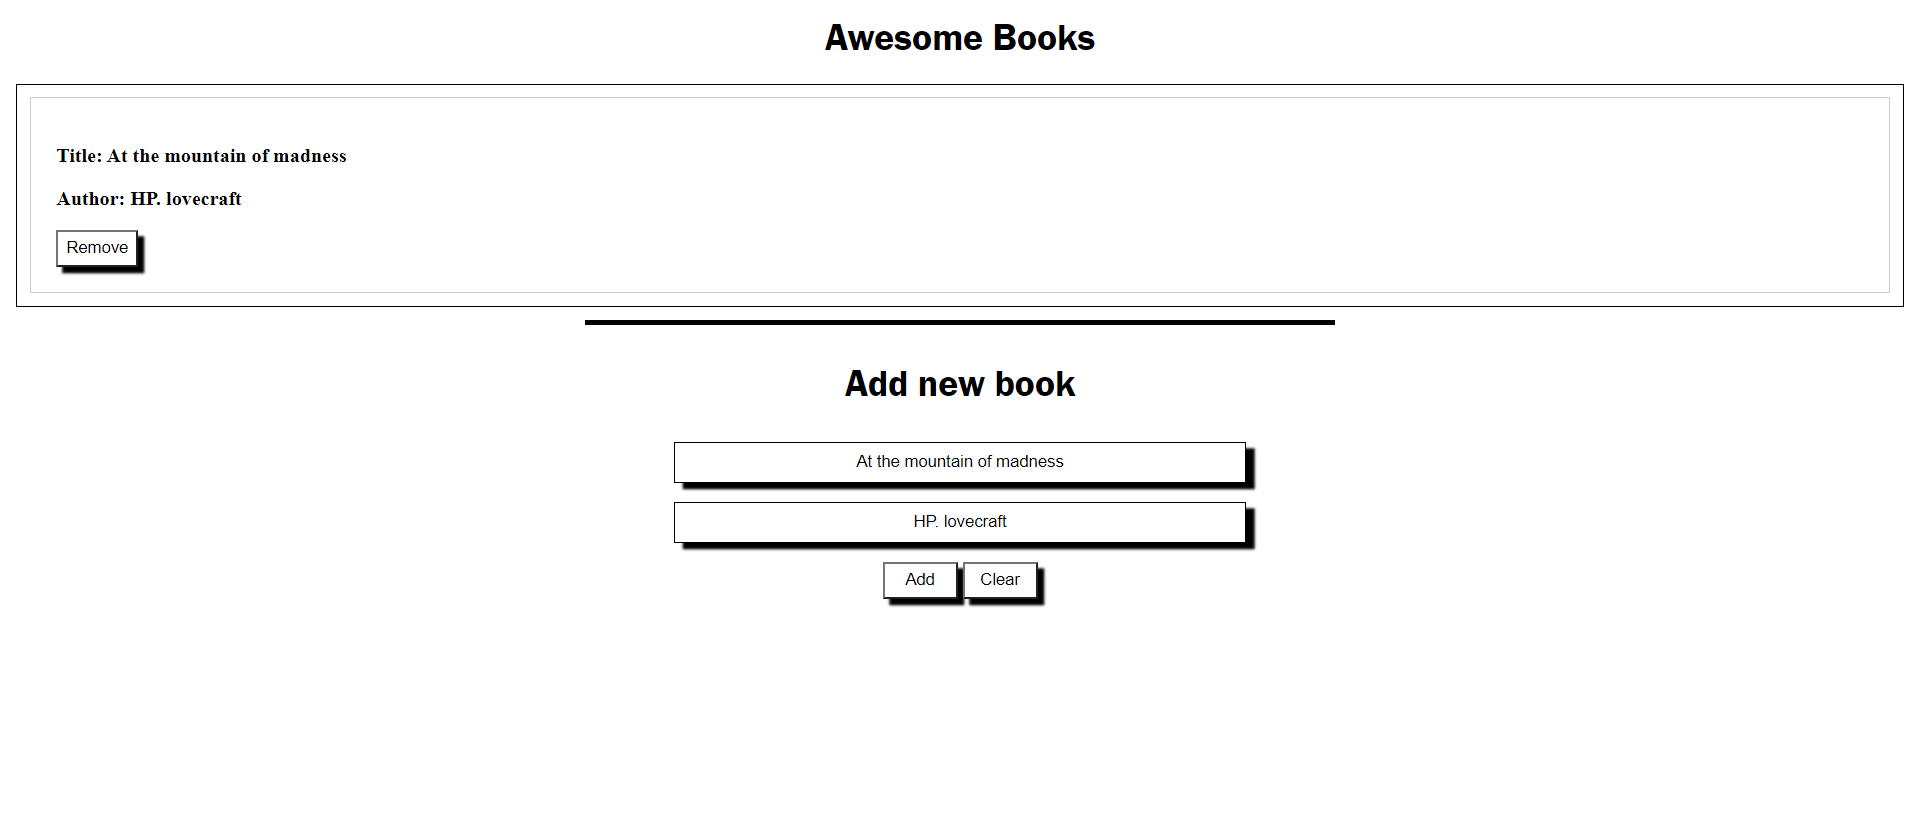 Awesome Books
Title: At the mountain of madness
Author: HP. lovecraft
Remove
Add new book
At the mountain of madness
HP. lovecraft
Add Clear